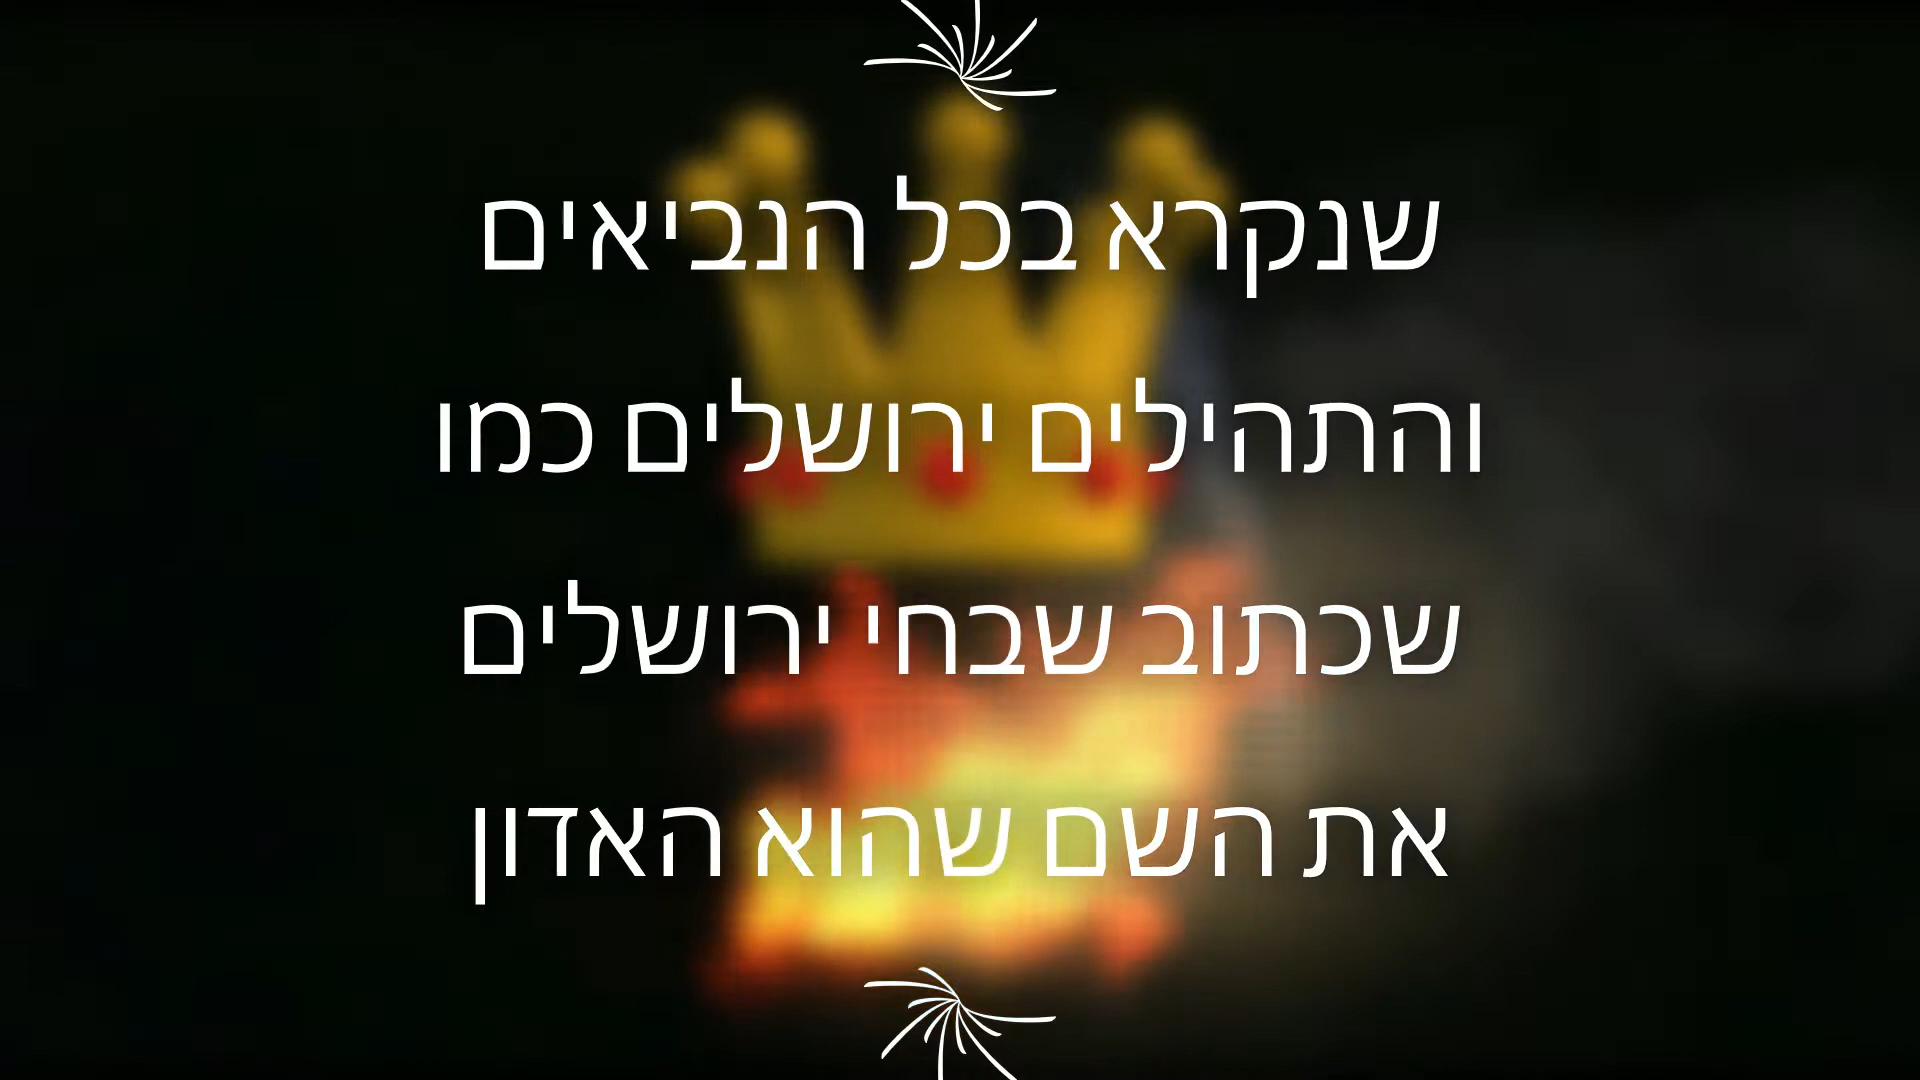 שנקרא בכל הנביאים
והתהילים ירושלים כמו
שכתוב שבחי ירושלים
את השם שהוא האדון